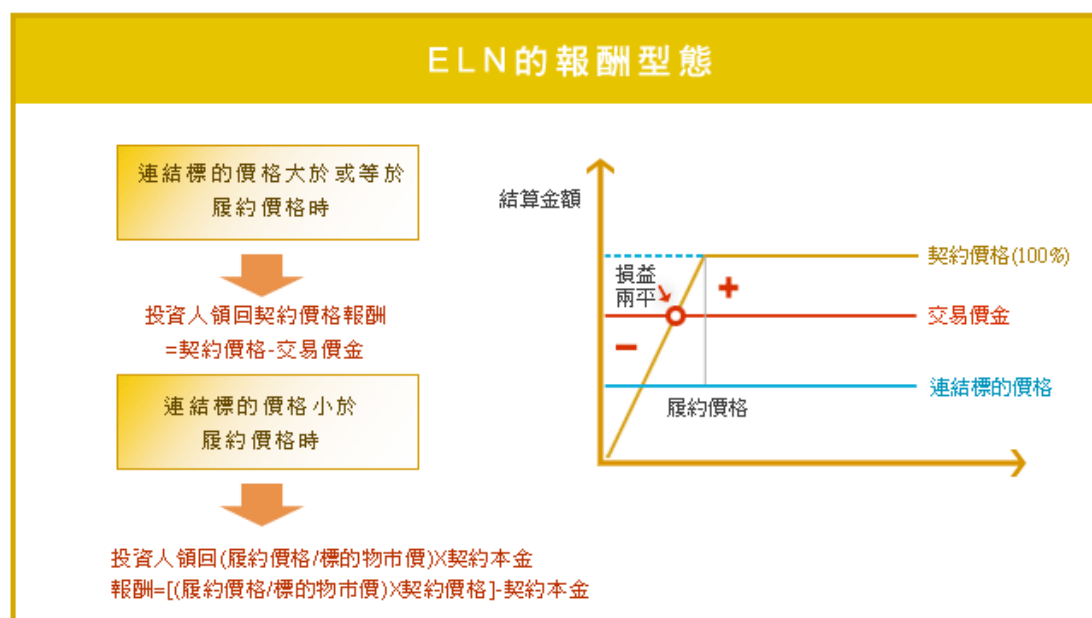 ELN的報酬型態
連結標的價格大於或等於
履約價格時
投資人領回契約價格報酬
=契約價格-交易價金
連結標的價格小於
履約價格時
投資人領回(履約價格/標的物市價)X契約本金
報酬=[(履約價格/標的物市價)X契約價格]-契約本金
結算金額
契約價格(100%)
損益
兩平
+
交易價金
−
連結標的價格
履約價格